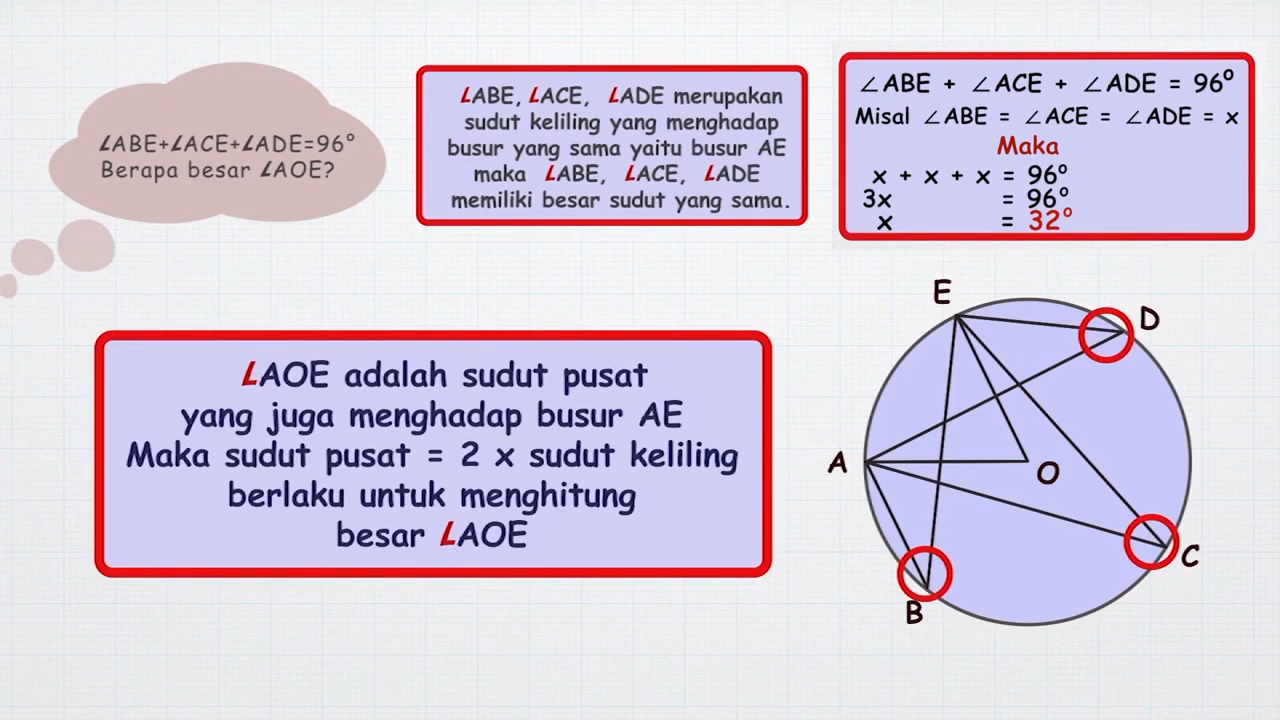 ∠ABE+∠ACE+∠ADE=96°
Berapa besar ∠AOE?
∠ABE, ∠ACE, ∠ADE merupakan
sudut keliling yang menghadap
busur yang sama yaitu busur AE
maka ∠ABE, ∠ACE, ∠ADE
memiliki besar sudut yang sama.
∠ABE + ∠ACE + ∠ADE = 96°
Misal ∠ABE = ∠ACE = ∠ADE = x
Maka
x + x + x = 96°
3x = 96°
x = 32°
∠AOE adalah sudut pusat
yang juga menghadap busur AE
Maka sudut pusat = 2 x sudut keliling
berlaku untuk menghitung
besar ∠AOE
E
D
A
O
C
B